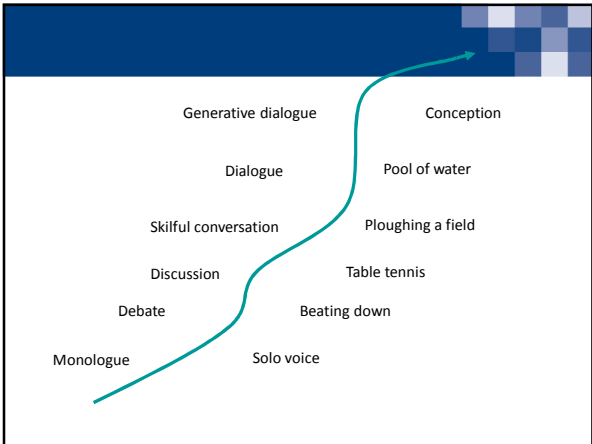 Generative dialogue
Conception
Dialogue
Pool of water
Skilful conversation
Ploughing a field
Discussion
Table tennis
Debate
Beating down
Monologue
Solo voice